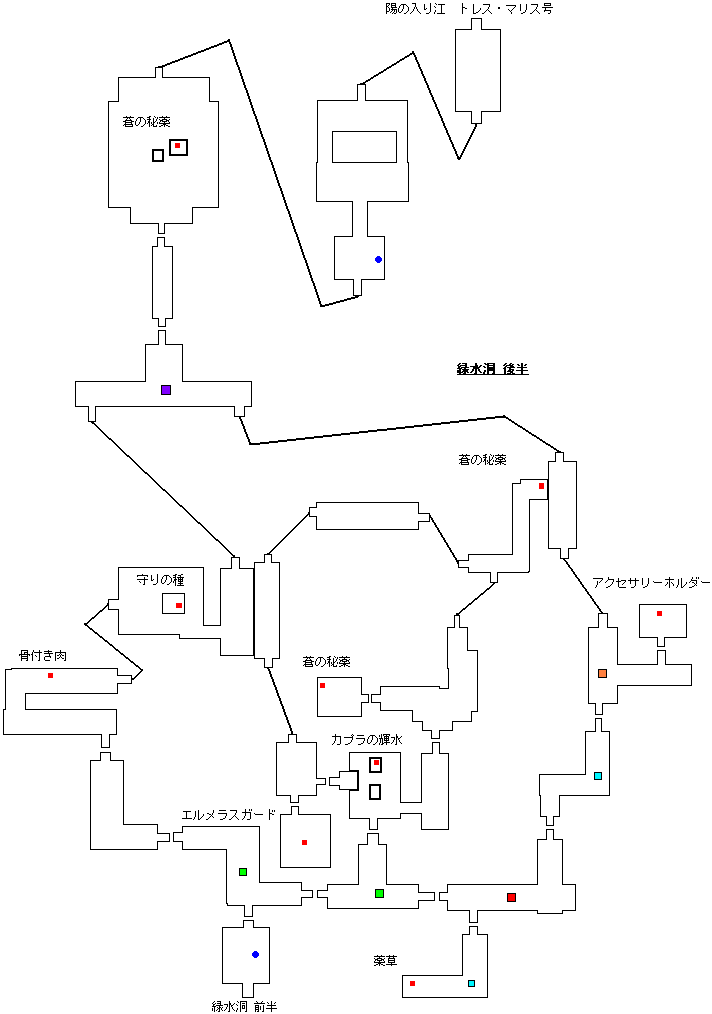 陽の入り江　トレス・マリス号
蒼の秘薬
緑水洞 後半
蒼の秘薬
守りの種
アクセサリーホルダー
骨付き肉
蒼の秘薬
カプラの輝水
エルメラスガード
薬草
緑水洞 前半